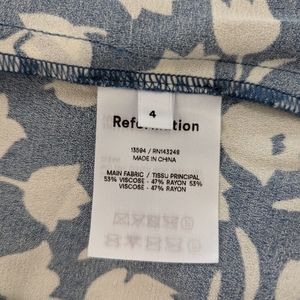 4
Reformation
13594 / RN143248
MADE IN CHINA
MAIN FABRIC / TISSU PRINCIPAL
53% VISCOSE - 47% RAYON 53%
VISCOSE - 47% RAYON